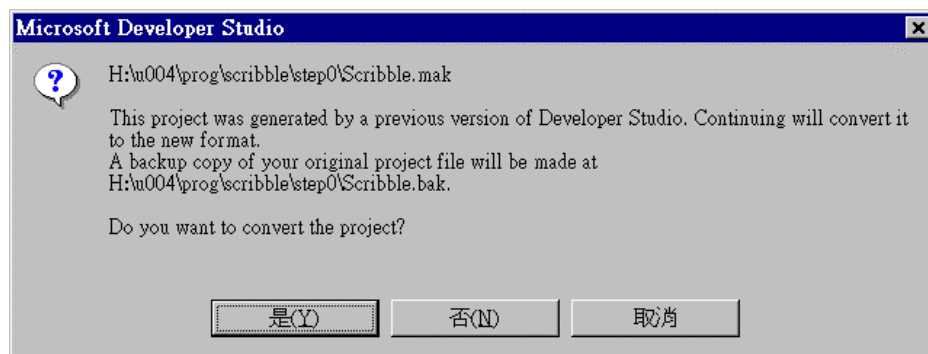 Microsoft Developer Studio
H:\u004\prog\scribble\step0\Scribble.mak
This project was generated by a previous version of Developer Studio. Continuing will convert it
to the new format.
A backup copy of your original project file will be made at
H:\u004\prog\scribble\step0\Scribble.bak.
Do you want to convert the project?
是(Y) 否(N) 取消